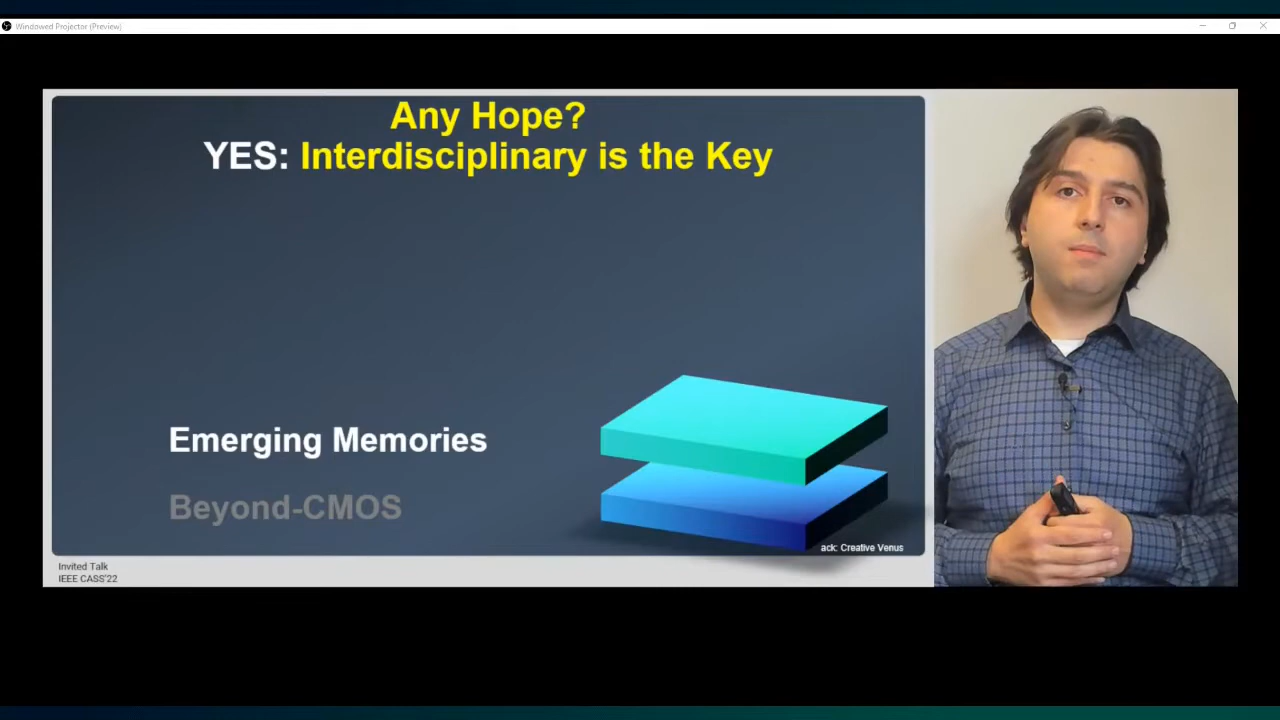 Windowed Projector (Preview)
Any Hope?
YES: Interdisciplinary is the Key
Emerging Memories
Beyond-CMOS
ack: Creative Venus
Invited Talk
IEEE CASS'22